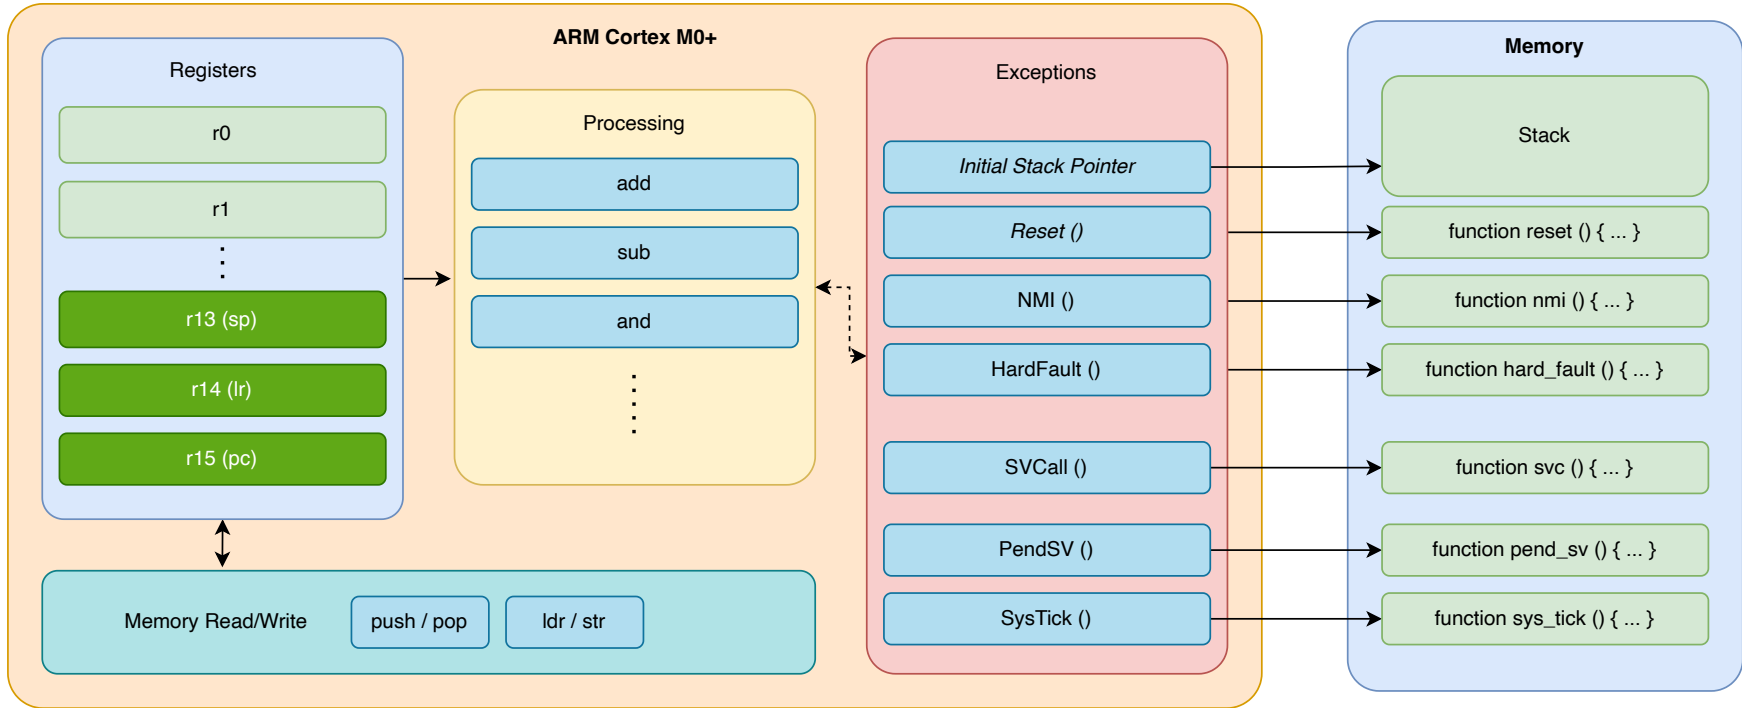 ARM Cortex M0+
Registers
r0
r1
r13 (sp)
r14 (lr)
r15 (pc)
Processing
add
sub
and
Memory Read/Write
push / pop
ldr / str
Exceptions
Initial Stack Pointer
Reset ()
NMI ()
HardFault ()
SVCall ()
PendSV ()
SysTick ()
Memory
Stack
function reset () { ... }
function nmi () { ... }
function hard_fault () { ... }
function svc () { ... }
function pend_sv () { ... }
function sys_tick () { ... }